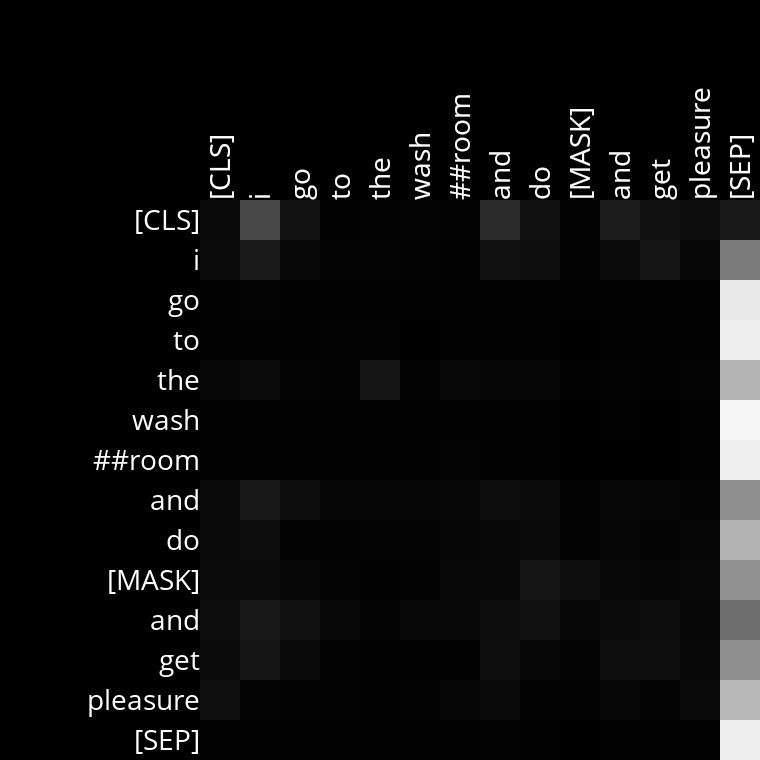 [CLS] i go to the wash ##room and do [MASK] and get pleasure [SEP]
[CLS]
i
go
to
the
wash
##room
and
do
[MASK]
and
get
pleasure
[SEP]